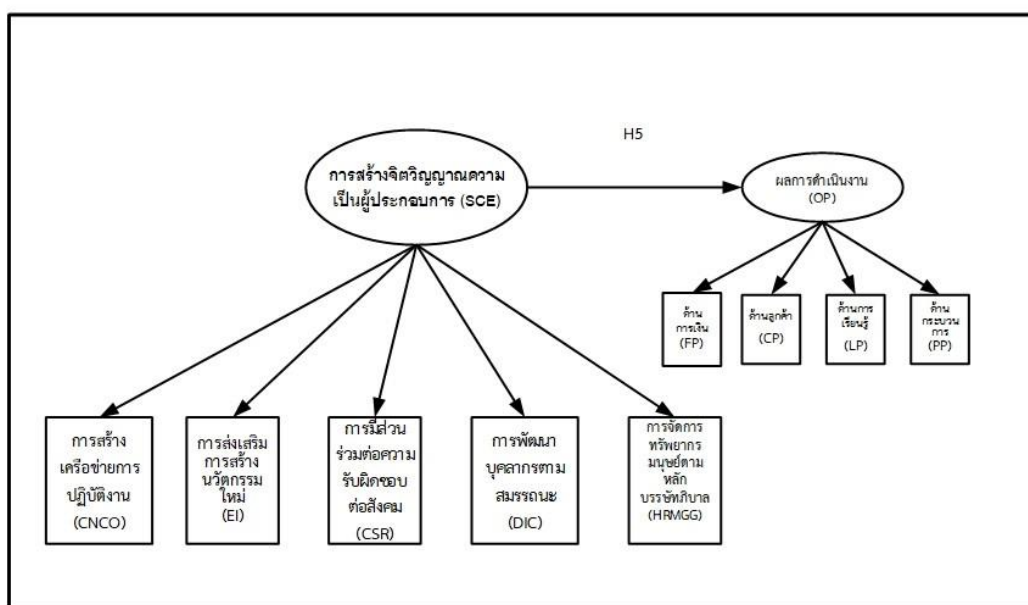 H5
การสร้างจิตวิญญาณความ
เป็นผู้ประกอบการ (SCE)
ผลการดำเนินงาน
(OP)
ด้าน
การเงิน
(FP)
ด้านลูกค้า
(CP)
ด้านการ
เรียนรู้
(LP)
ด้าน
กระบวน
การ
(PP)
การสร้าง
เครือข่ายการ
ปฏิบัติงาน
(CNCO)
การส่งเสริม
การสร้าง
นวัตกรรม
ใหม่
(EI)
การมีส่วน
ร่วมต่อความ
รับผิดชอบ
ต่อสังคม
(CSR)
การพัฒนา
บุคลากรตาม
สมรรถนะ
(DIC)
การจัดการ
ทรัพยากร
มนุษย์ตาม
หลัก
บรรษัทภิบาล
(HRMGG)